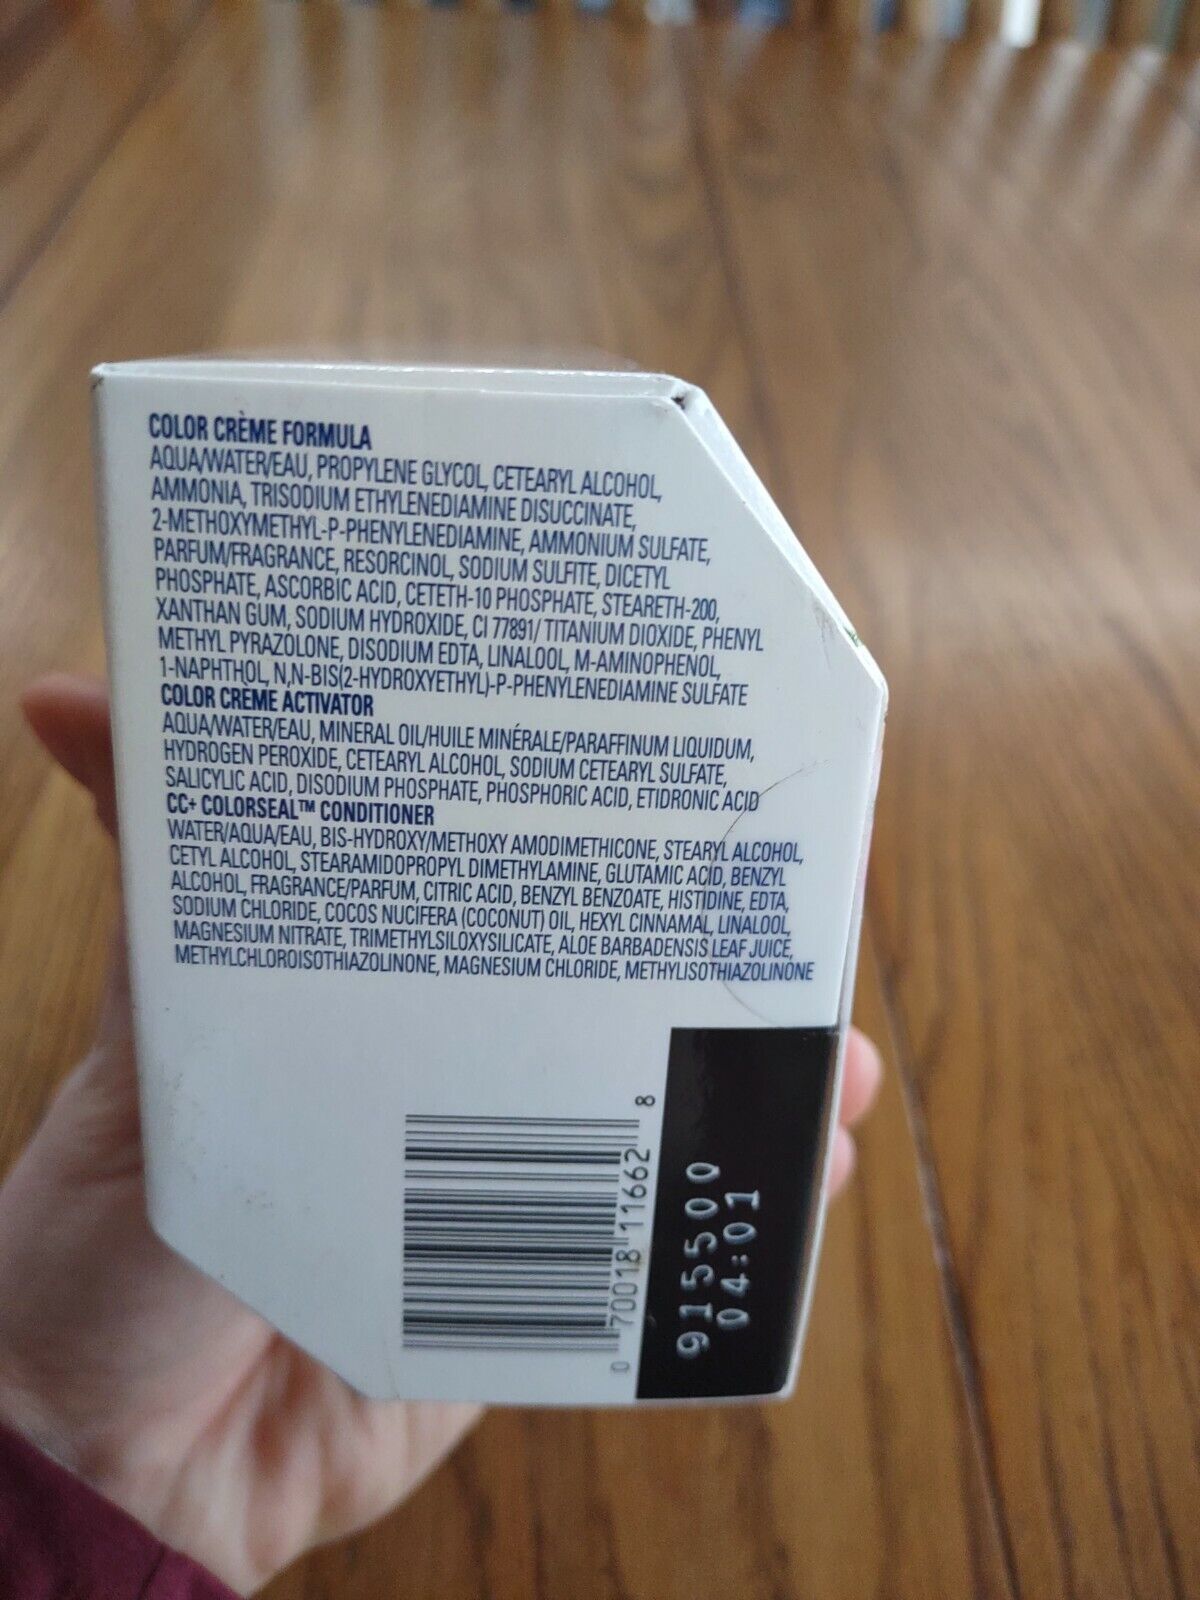 COLOR CRÈME FORMULA
AQUA/WATER/EAU, PROPYLENE GLYCOL, CETEARYL ALCOHOL,
AMMONIA, TRISODIUM ETHYLENEDIAMINE DISUCCINATE,
2-METHOXYMETHYL-P-PHENYLENEDIAMINE, AMMONIUM SULFATE,
PARFUM/FRAGRANCE, RESORCINOL, SODIUM SULFITE, DICETYL
PHOSPHATE, ASCORBIC ACID, CETETH-10 PHOSPHATE, STEARETH-200,
XANTHAN GUM, SODIUM HYDROXIDE, CI 77891/ TITANIUM DIOXIDE, PHENYL
METHYL PYRAZOLONE, DISODIUM EDTA, LINALOOL, M-AMINOPHENOL,
1-NAPHTHOL, N,N-BIS(2-HYDROXYETHYL)-P-PHENYLENEDIAMINE SULFATE
COLOR CREME ACTIVATOR
AQUA/WATER/EAU, MINERAL OIL/HUILE MINÉRALE/PARAFFINUM LIQUIDUM,
HYDROGEN PEROXIDE, CETEARYL ALCOHOL, SODIUM CETEARYL SULFATE,
SALICYLIC ACID, DISODIUM PHOSPHATE, PHOSPHORIC ACID, ETIDRONIC ACID
CC+ COLORSEAL™ CONDITIONER
WATER/AQUA/EAU, BIS-HYDROXY/METHOXY AMODIMETHICONE, STEARYL ALCOHOL,
CETYL ALCOHOL, STEARAMIDOPROPYL DIMETHYLAMINE, GLUTAMIC ACID, BENZYL
ALCOHOL, FRAGRANCE/PARFUM, CITRIC ACID, BENZYL BENZOATE, HISTIDINE, EDTA,
SODIUM CHLORIDE, COCOS NUCIFERA (COCONUT) OIL, HEXYL CINNAMAL, LINALOOL,
MAGNESIUM NITRATE, TRIMETHYLSILOXYSILICATE, ALOE BARBADENSIS LEAF JUICE,
METHYLCHLOROISOTHIAZOLINONE, MAGNESIUM CHLORIDE, METHYLISOTHIAZOLINONE
0 70018 11662 8
915500
04:01